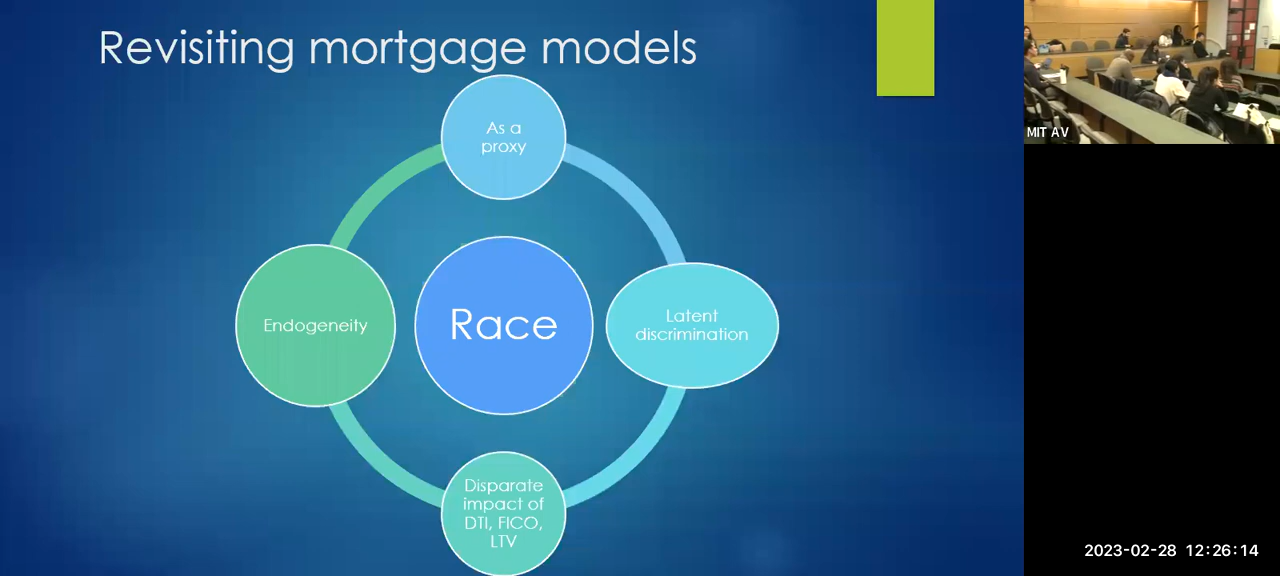 Revisiting mortgage models
As a
proxy
Endogeneity
Race
Latent
discrimination
Disparate
impact of
DTI, FICO,
LTV
MIT AV
2023-02-28 12:26:14